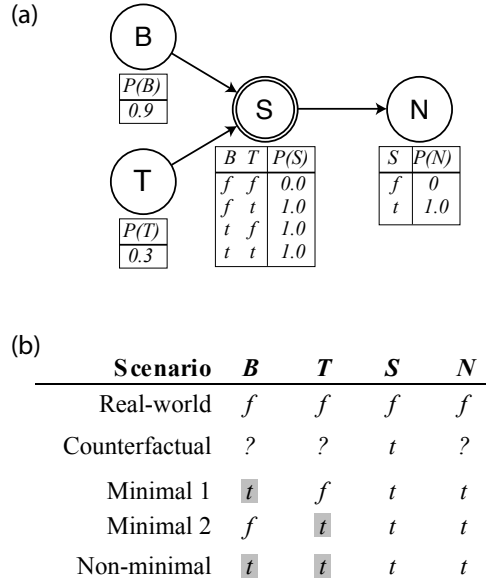 (a)
B
P(B)
0.9
T
P(T)
0.3
S
B T P(S)
f f 0.0
f t 1.0
t f 1.0
t t 1.0
N
S P(N)
f 0
t 1.0
(b)
Scenario B T S N
Real-world f f f f
Counterfactual ? ? t ?
Minimal 1 t f t t
Minimal 2 f t t t
Non-minimal t t t t